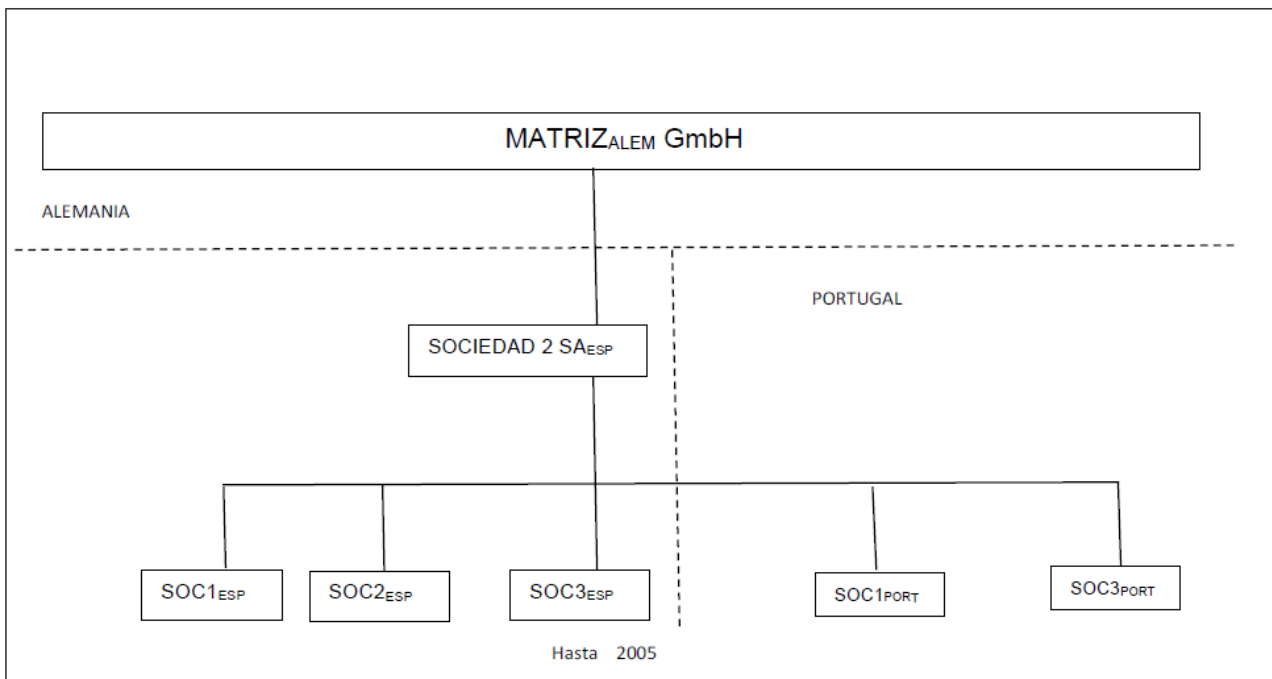 MATRIZALEM GmbH
ALEMANIA
PORTUGAL
SOCIEDAD 2 SAESP
SOC1ESP
SOC2ESP
SOC3ESP
SOC1PORT
SOC3PORT
Hasta 2005